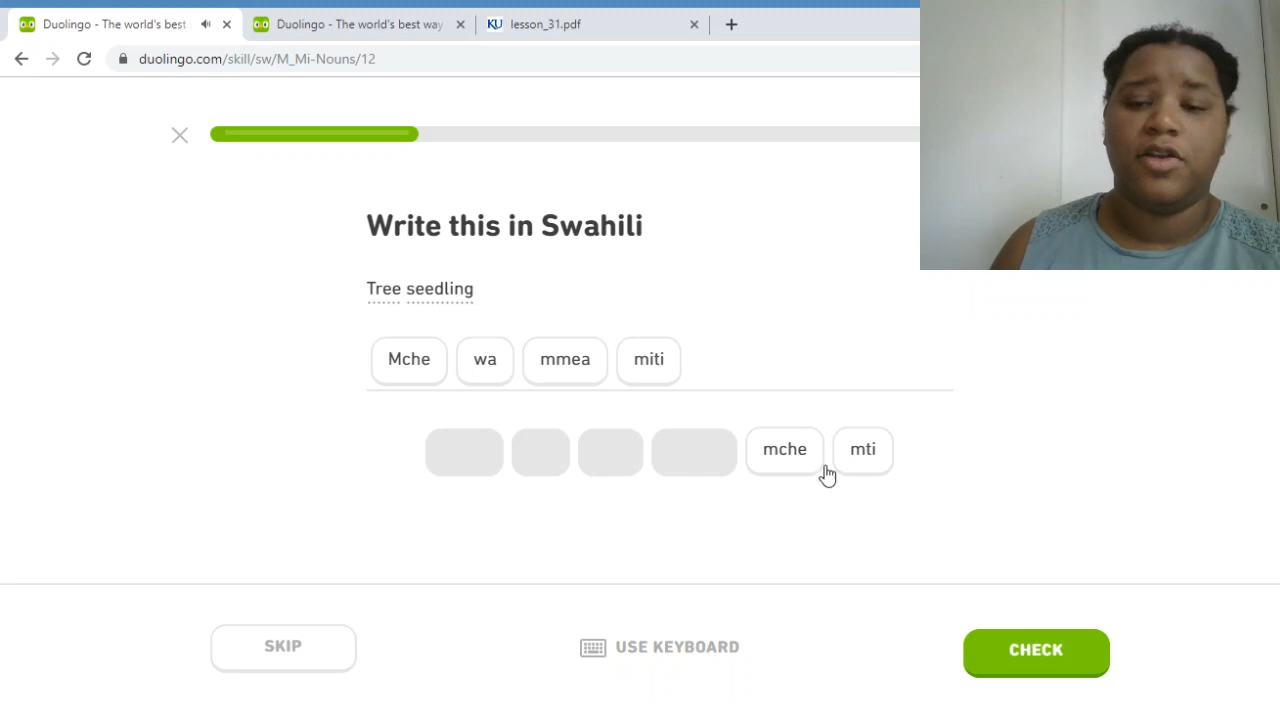 Duolingo - The world's best
Duolingo - The world's best way
KU lesson_31.pdf
duolingo.com/skill/sw/M_Mi-Nouns/12
Write this in Swahili
Tree seedling
Mche wa mmea miti
mche mti
SKIP
USE KEYBOARD
CHECK